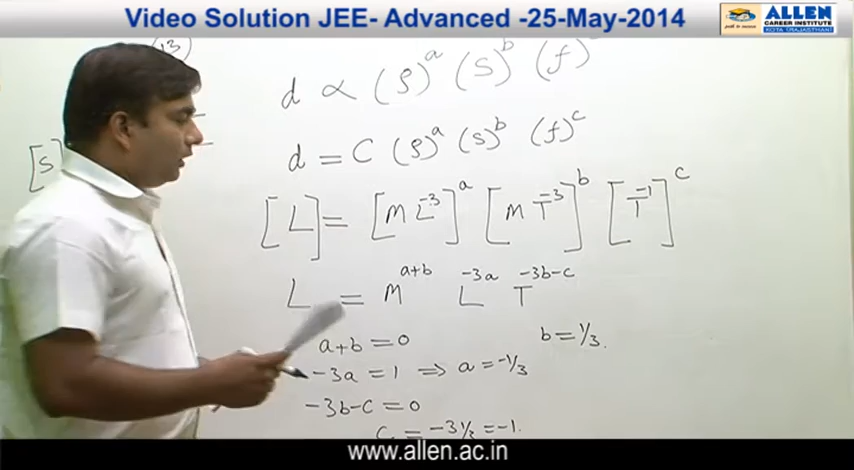 Video Solution JEE- Advanced -25-May-2014
ALLEN
CAREER INSTITUTE
KOTA (RAJASTHAN)
(13)
d ∝ (ρ)^a (S)^b (f)
d = C (ρ)^a (S)^b (f)^c
[S]
[L] = [M L^-3]^a [M T^-3]^b [T^-1]^c
L = M^a+b L^-3a T^-3b-c
a+b = 0
b = 1/3.
-3a = 1 ⇒ a = -1/3
-3b-c = 0
c = -3 1/3 = -1.
www.allen.ac.in